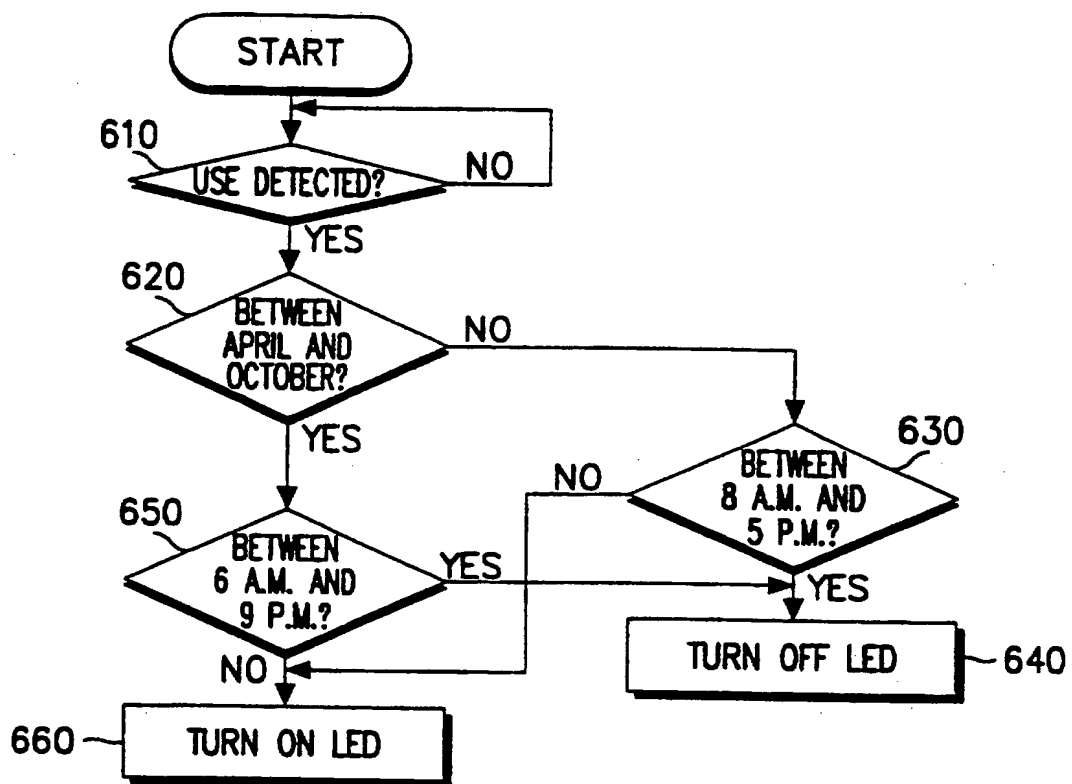 START
610
USE DETECTED?
NO
YES
620
BETWEEN
APRIL AND
OCTOBER?
NO
YES
630
BETWEEN
8 A.M. AND
5 P.M.?
NO
YES
650
BETWEEN
6 A.M. AND
9 P.M.?
YES
NO
TURN OFF LED
640
660
TURN ON LED